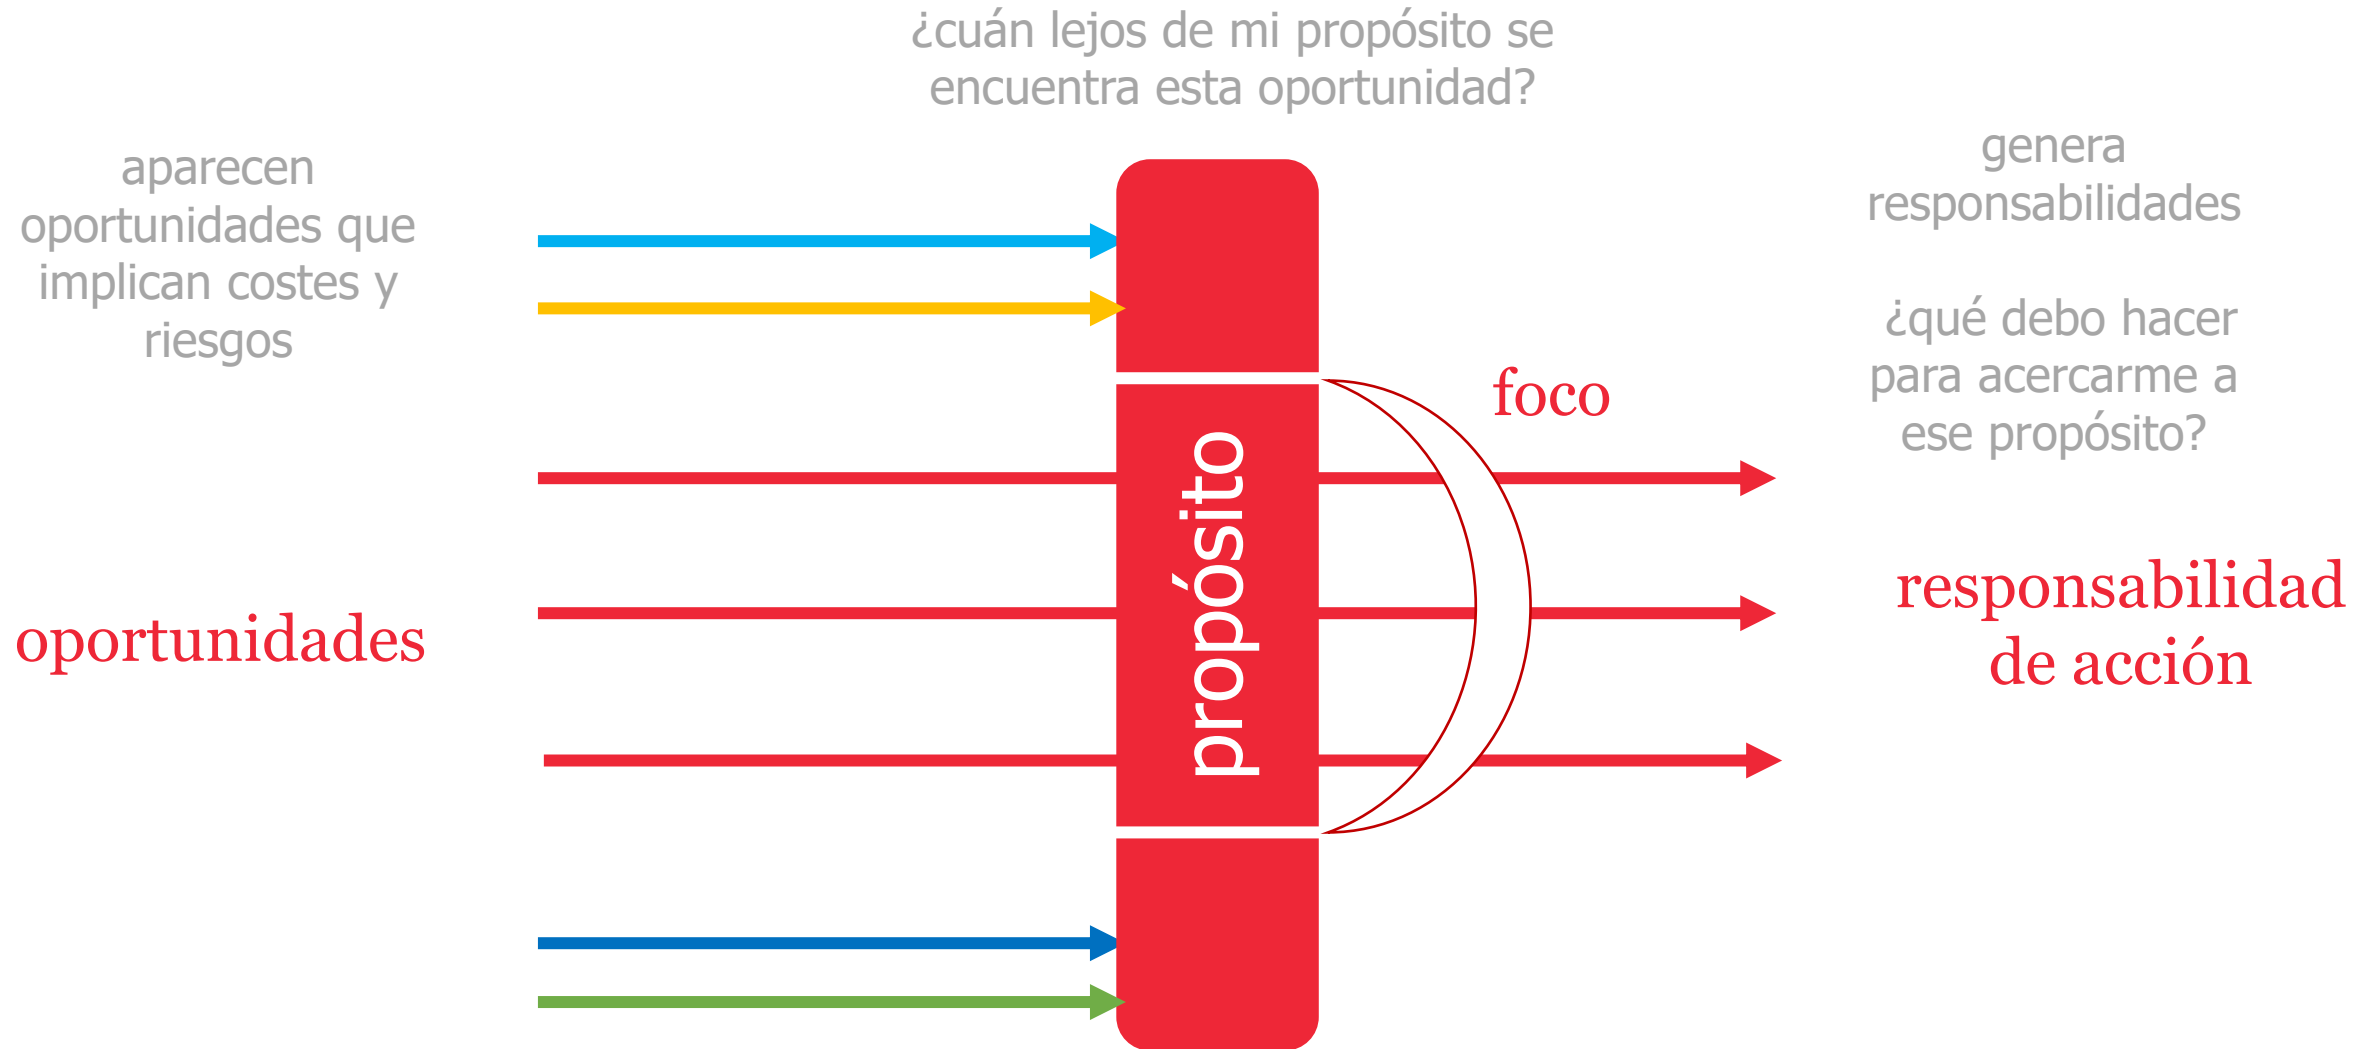 ¿cuán lejos de mi propósito se
encuentra esta oportunidad?
aparecen
oportunidades que
implican costes y
riesgos
genera
responsabilidades
¿qué debo hacer
para acercarme a
ese propósito?
foco
propósito
oportunidades
responsabilidad
de acción